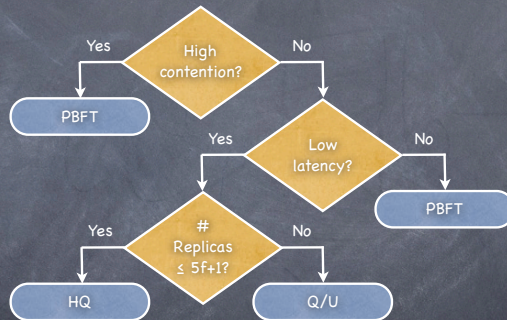 High
contention?
Yes
No
PBFT
Low
latency?
Yes
No
PBFT
#
Replicas
≤ 5f+1?
Yes
No
HQ
Q/U